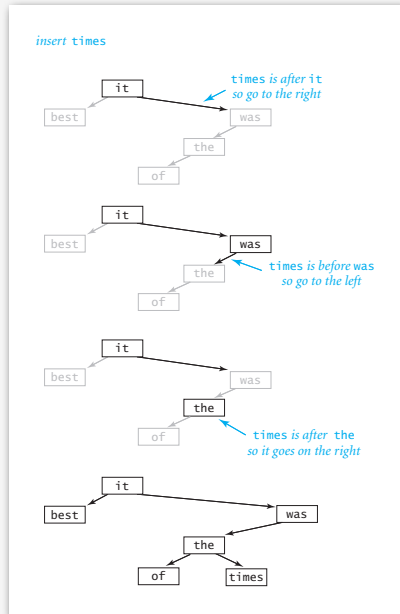 insert times
times is after it
so go to the right
it
best
was
the
of
it
best
was
times is before was
so go to the left
the
of
it
best
was
the
of
times is after the
so it goes on the right
it
best
was
the
of
times